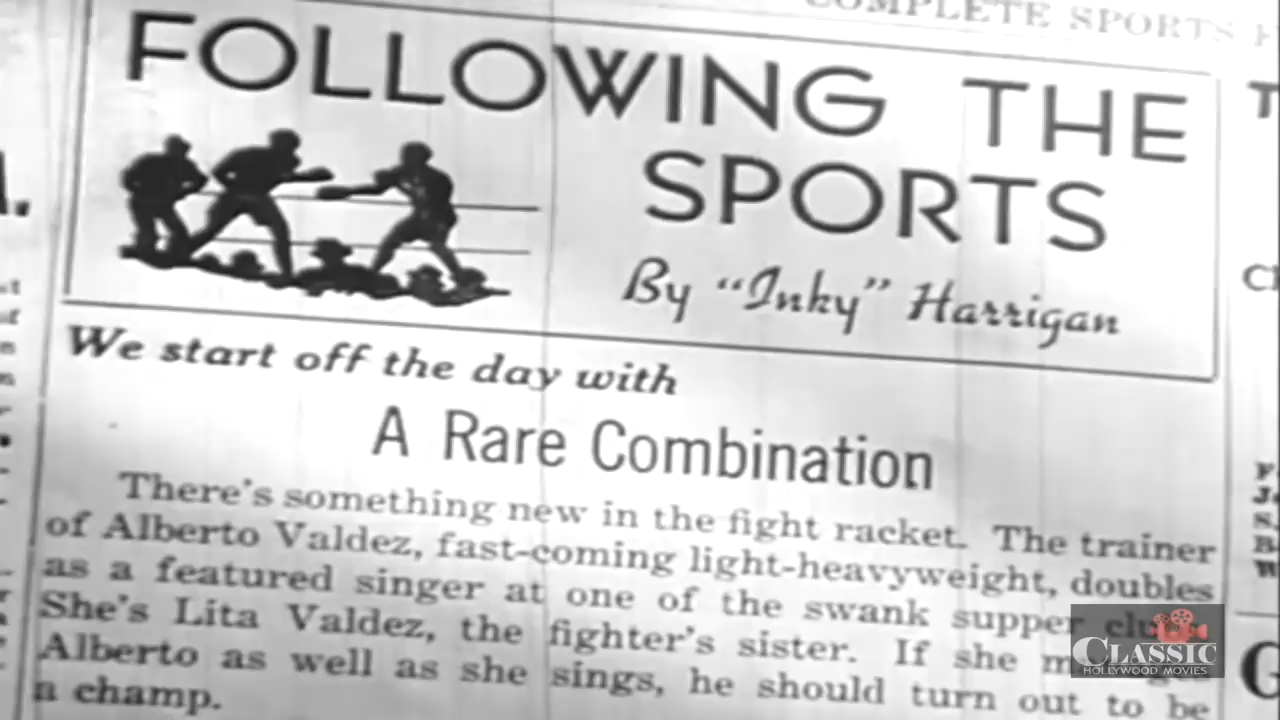 COMPLETE SPORTS
FOLLOWING THE
SPORTS
By "Inky" Harrigan
We start off the day with
A Rare Combination
There's something new in the fight racket. The trainer
of Alberto Valdez, fast-coming light-heavyweight, doubles
as a featured singer at one of the swank supper
She's Lita Valdez, the fighter's sister. If she
Alberto as well as she sings, he should turn out to be
a champ.
CLASSIC
HOLLYWOOD MOVIES